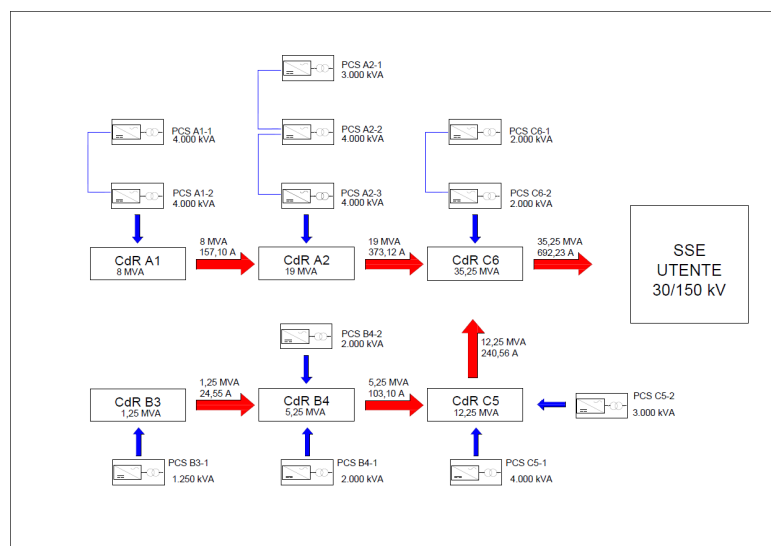 PCS A2-1
3.000 kVA
PCS A1-1
4.000 kVA
PCS A2-2
4.000 kVA
PCS C6-1
2.000 kVA
PCS A1-2
4.000 kVA
PCS A2-3
4.000 kVA
PCS C6-2
2.000 kVA
CdR A1
8 MVA
8 MVA
157,10 A
CdR A2
19 MVA
19 MVA
373,12 A
CdR C6
35,25 MVA
35,25 MVA
692,23 A
SSE
UTENTE
30/150 kV
PCS B4-2
2.000 kVA
12,25 MVA
240,56 A
CdR B3
1,25 MVA
1,25 MVA
24,55 A
CdR B4
5,25 MVA
5,25 MVA
103,10 A
CdR C5
12,25 MVA
PCS C5-2
3.000 kVA
PCS B3-1
1.250 kVA
PCS B4-1
2.000 kVA
PCS C5-1
4.000 kVA